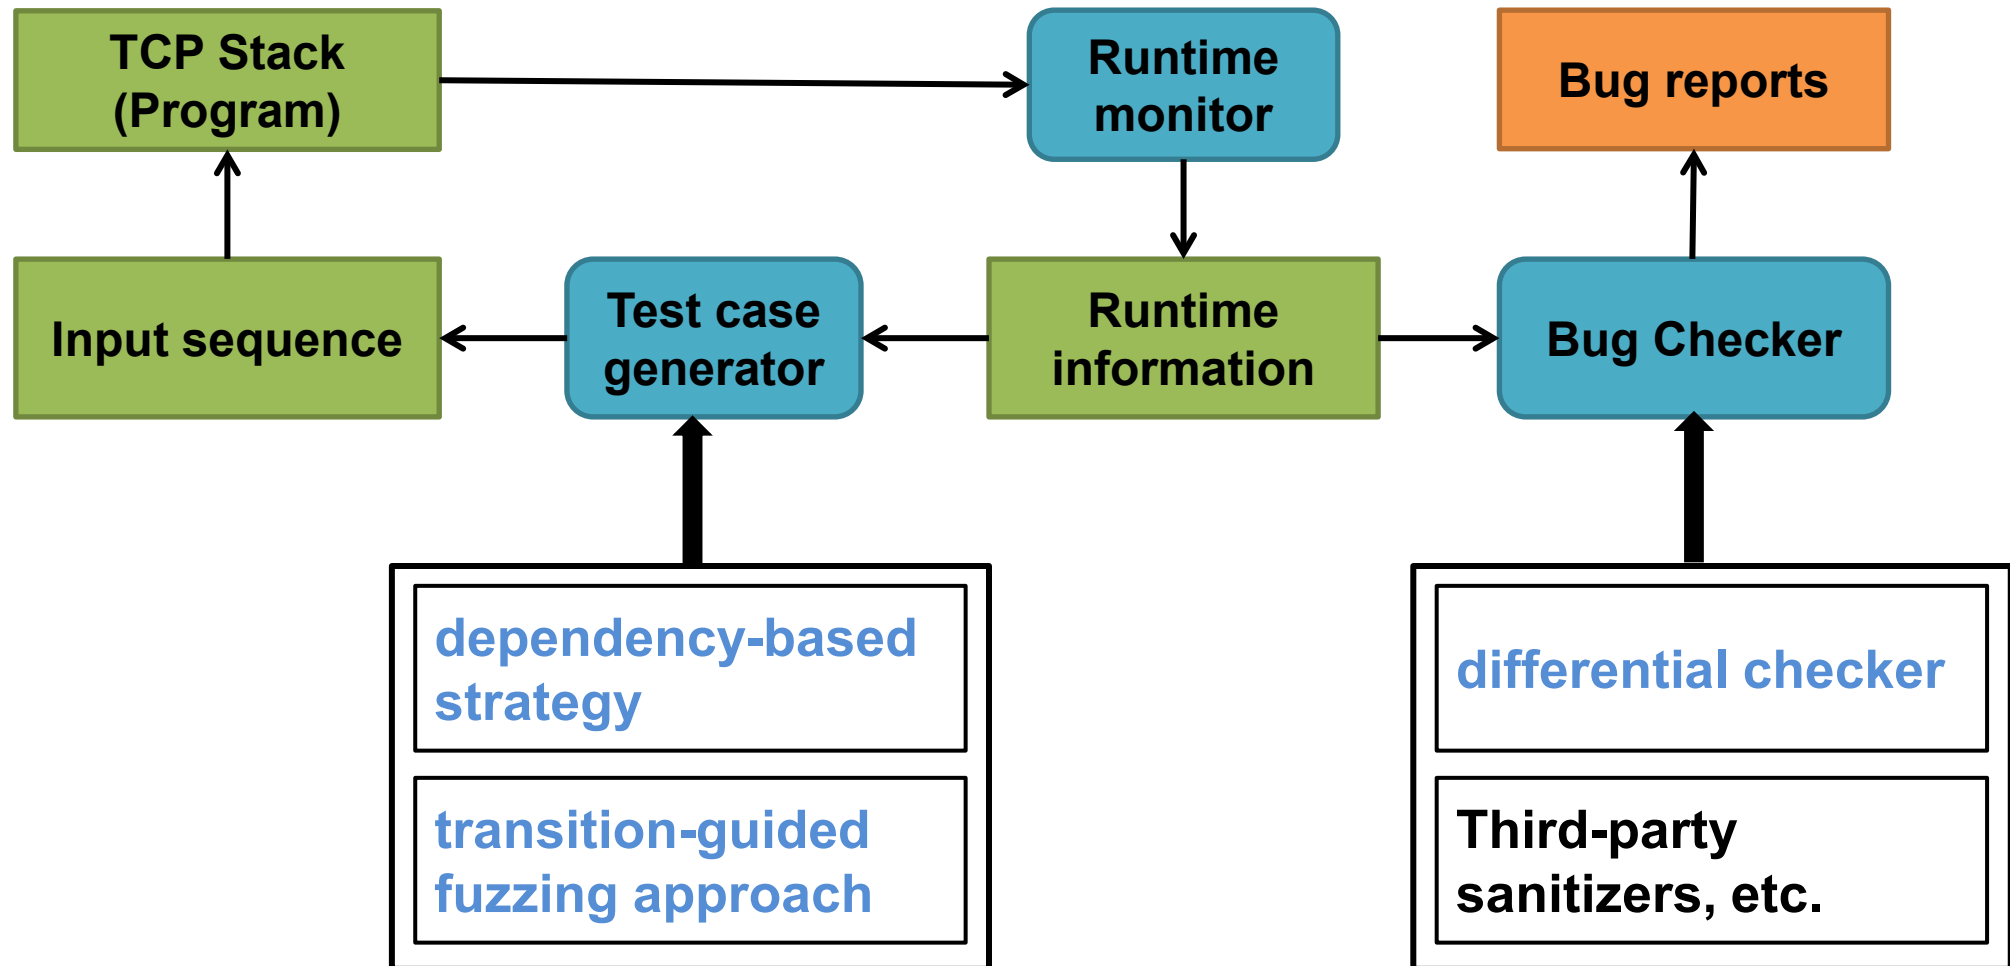 TCP Stack
(Program)
Runtime
monitor
Bug reports
Input sequence
Test case
generator
Runtime
information
Bug Checker
dependency-based
strategy
transition-guided
fuzzing approach
differential checker
Third-party
sanitizers, etc.